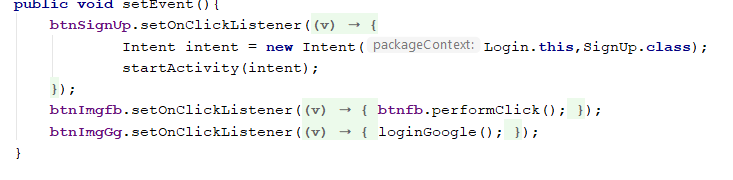 public void setEvent(){
btnSignUp.setOnClickListener((v) → {
Intent intent = new Intent( packageContext: Login.this,SignUp.class);
startActivity(intent);
});
btnImgfb.setOnClickListener((v) → { btnfb.performClick(); });
btnImgGg.setOnClickListener((v) → { loginGoogle(); });
}